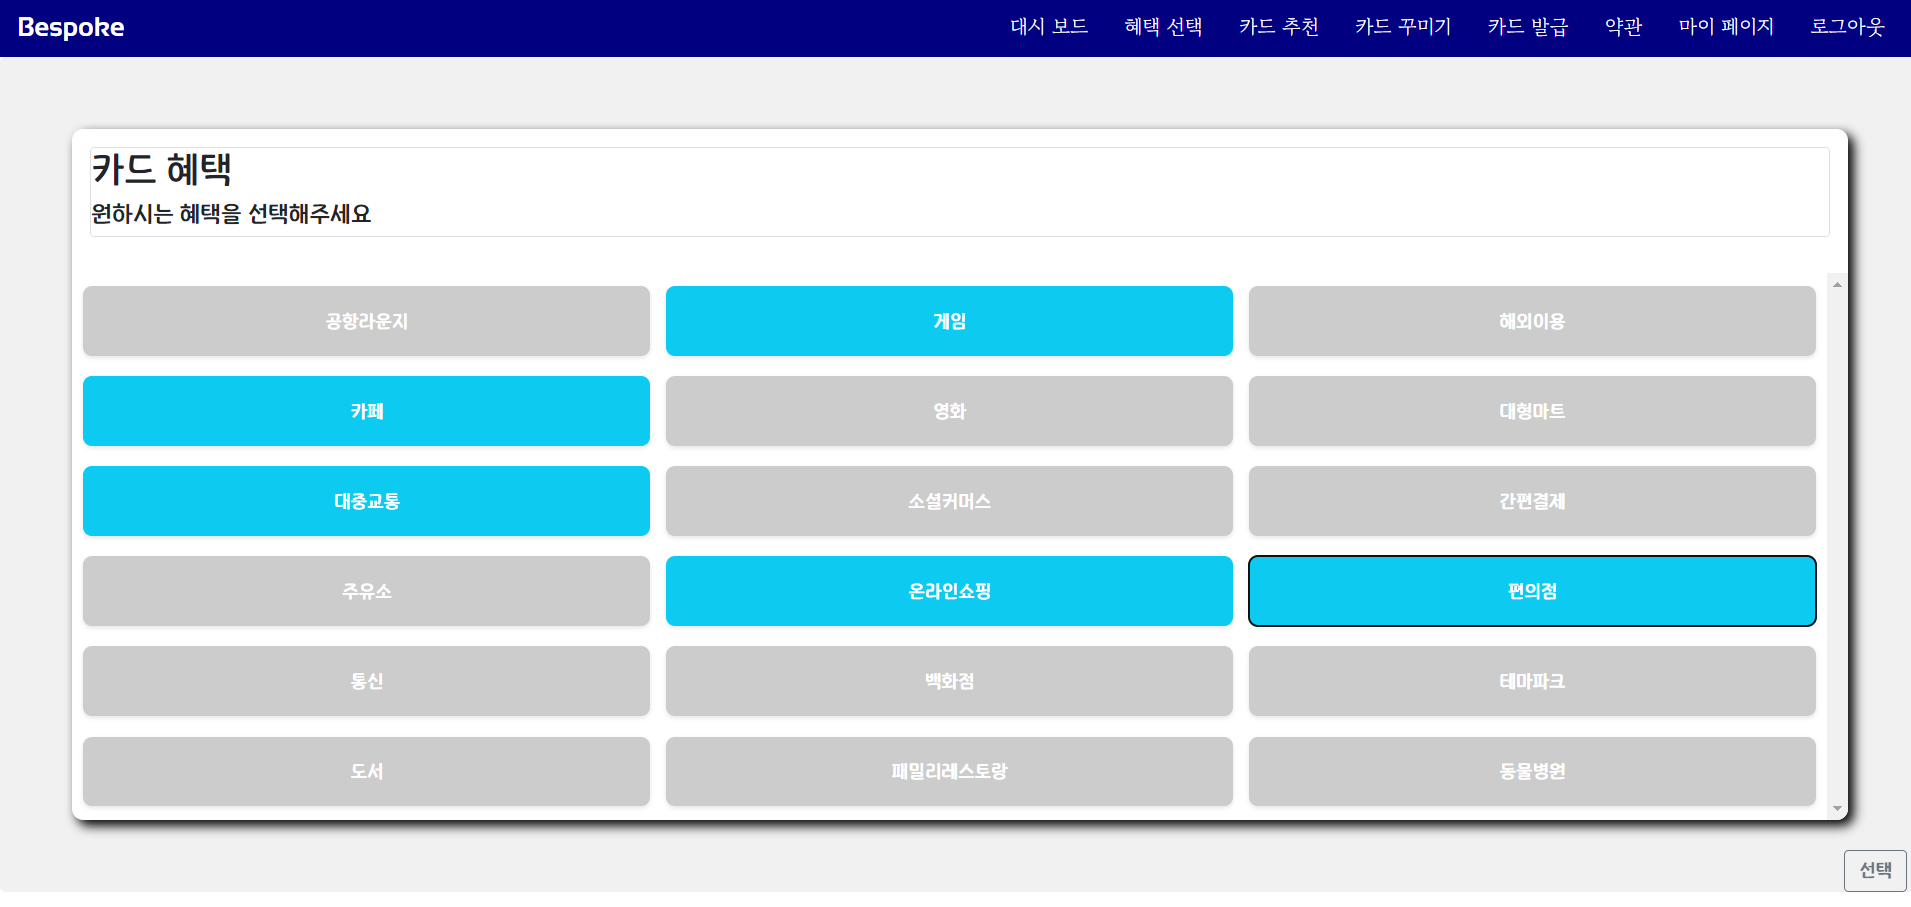 Bespoke 대시 보드 혜택 선택 카드 추천 카드 꾸미기 카드 발급 약관 마이 페이지 로그아웃
카드 혜택
원하시는 혜택을 선택해주세요
공항라운지 게임 해외이용
카페 영화 대형마트
대중교통 소셜커머스 간편결제
주유소 온라인쇼핑 편의점
통신 백화점 테마파크
도서 패밀리레스토랑 동물병원
선택